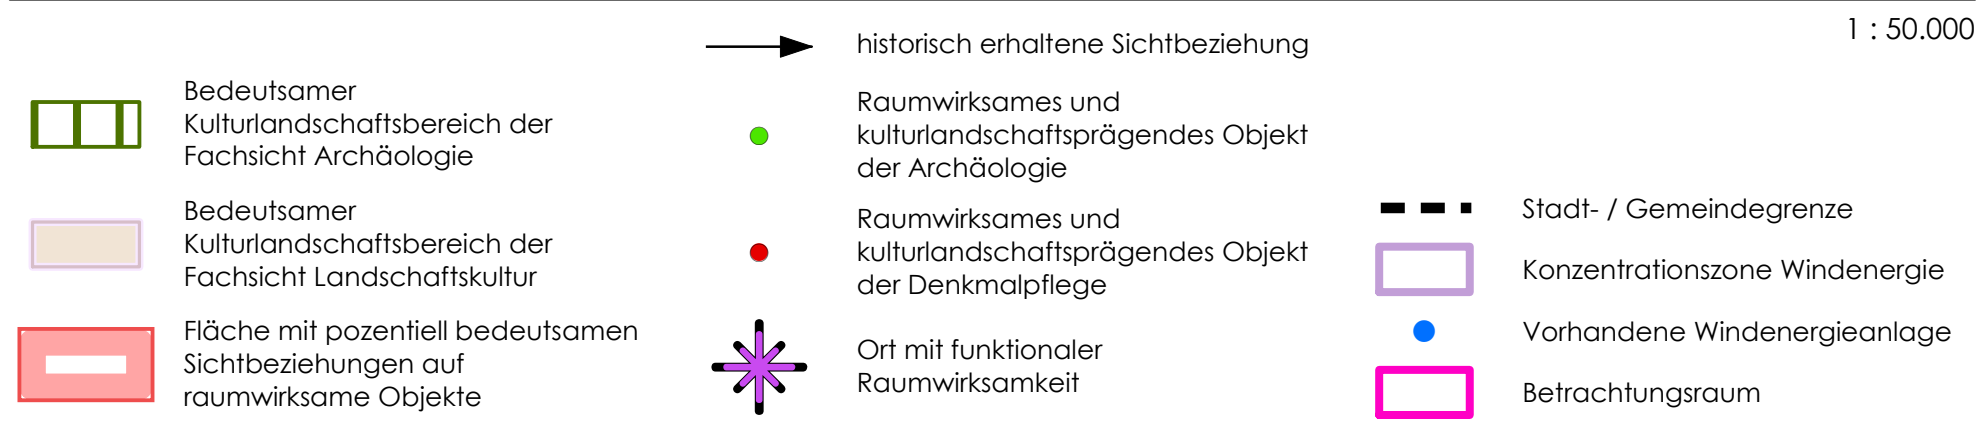 1 : 50.000
Bedeutsamer
Kulturlandschaftsbereich der
Fachsicht Archäologie
Bedeutsamer
Kulturlandschaftsbereich der
Fachsicht Landschaftskultur
Fläche mit pozentiell bedeutsamen
Sichtbeziehungen auf
raumwirksame Objekte
historisch erhaltene Sichtbeziehung
Raumwirksames und
kulturlandschaftsprägendes Objekt
der Archäologie
Raumwirksames und
kulturlandschaftsprägendes Objekt
der Denkmalpflege
Ort mit funktionaler
Raumwirksamkeit
Stadt- / Gemeindegrenze
Konzentrationszone Windenergie
Vorhandene Windenergieanlage
Betrachtungsraum